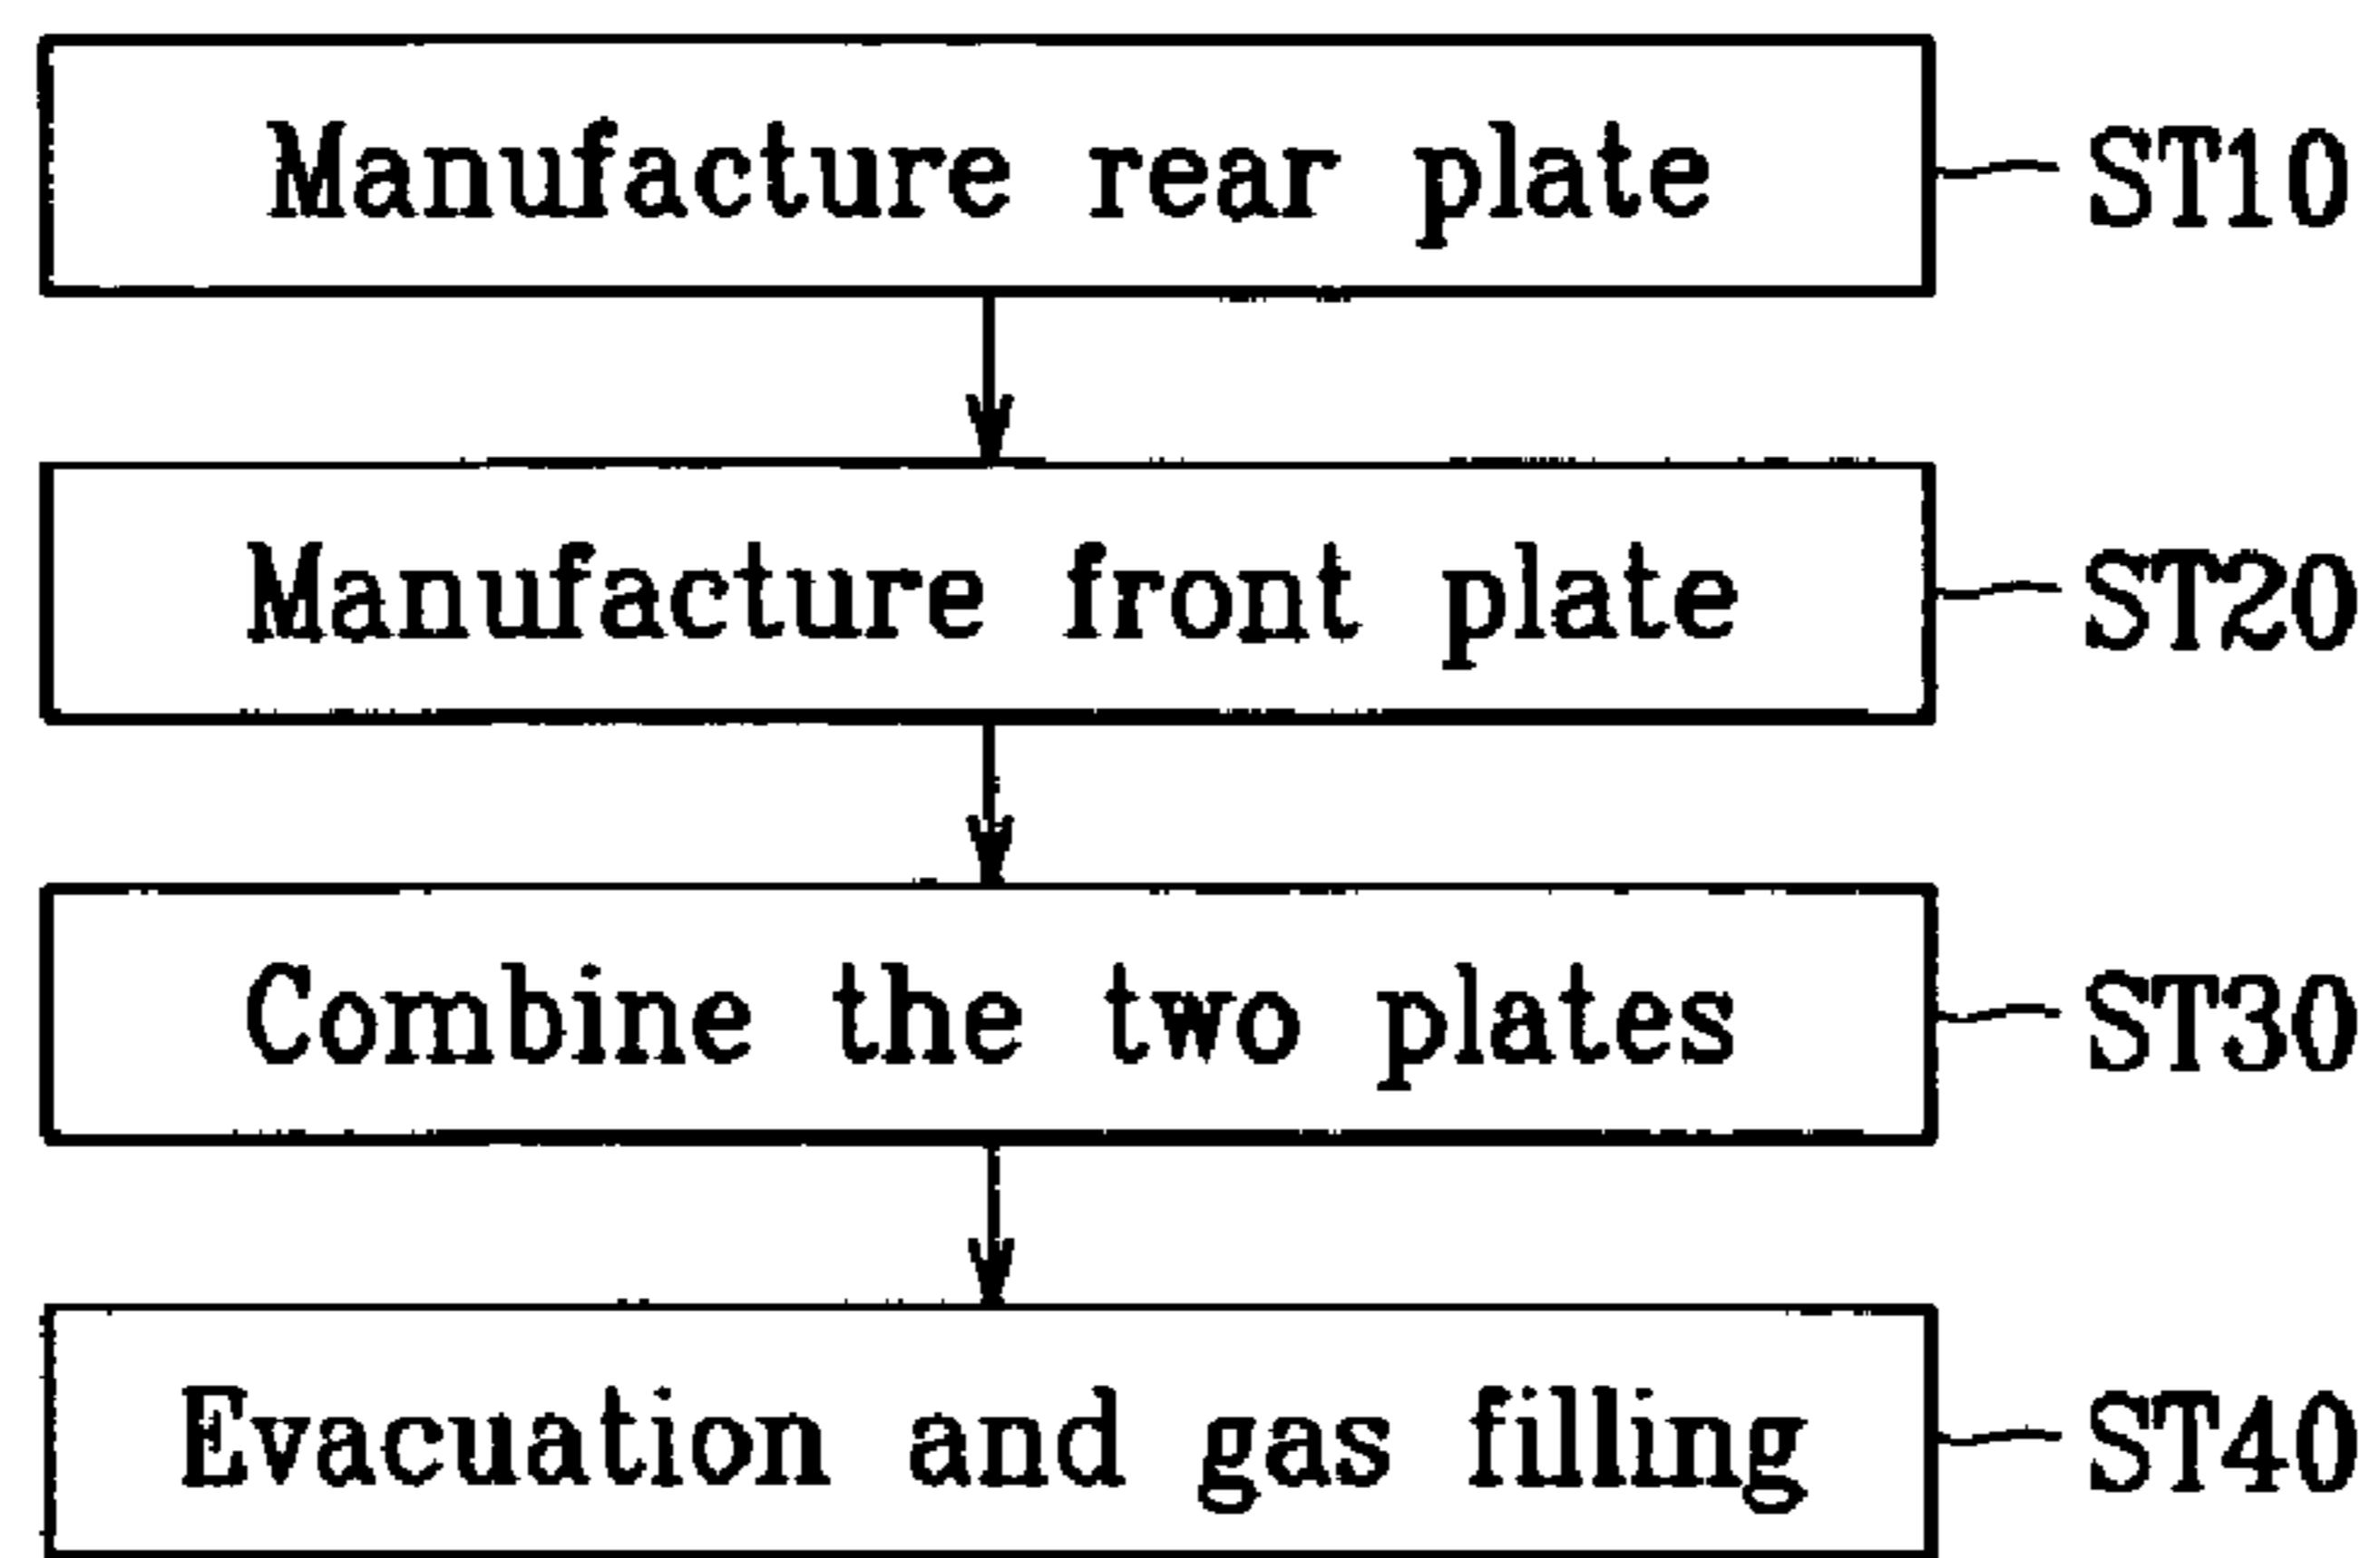 Manufacture rear plate ST10
Manufacture front plate ST20
Combine the two plates ST30
Evacuation and gas filling ST40